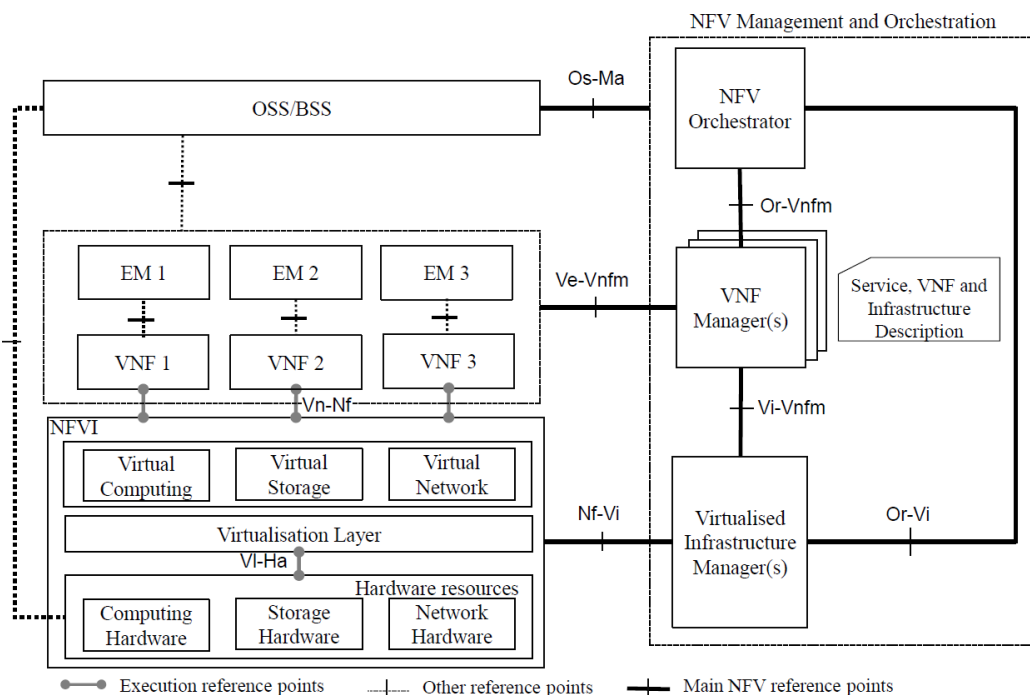 NFV Management and Orchestration
OSS/BSS
Os-Ma
NFV
Orchestrator
Or-Vnfm
EM 1
EM 2
EM 3
Ve-Vnfm
VNF
Manager(s)
Service, VNF and
Infrastructure
Description
VNF 1
VNF 2
VNF 3
Vn-Nf
Vi-Vnfm
NFVI
Virtual
Computing
Virtual
Storage
Virtual
Network
Virtualisation Layer
Nf-Vi
Virtualised
Infrastructure
Manager(s)
Or-Vi
Vl-Ha
Hardware resources
Computing
Hardware
Storage
Hardware
Network
Hardware
Execution reference points
Other reference points
Main NFV reference points